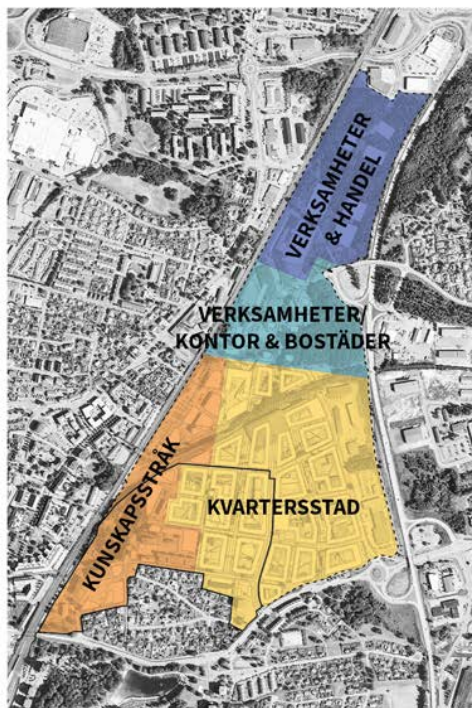 VERKSAMHETER
& HANDEL
VERKSAMHETER/
KONTOR & BOSTÄDER
KUNSKAPSSTRÅK
KVARTERSSTAD